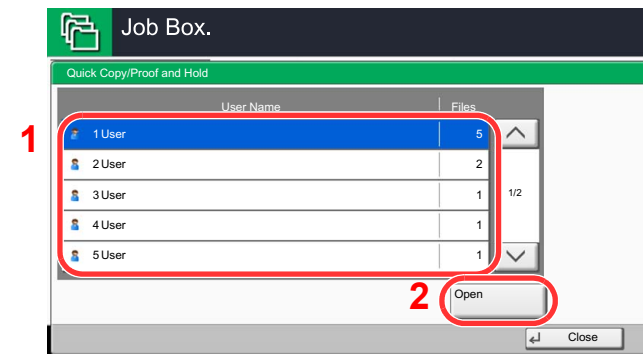 Job Box.
Quick Copy/Proof and Hold
User Name Files
1
1 User 5
2 User 2
3 User 1
4 User 1
5 User 1
1/2
2
Open
Close